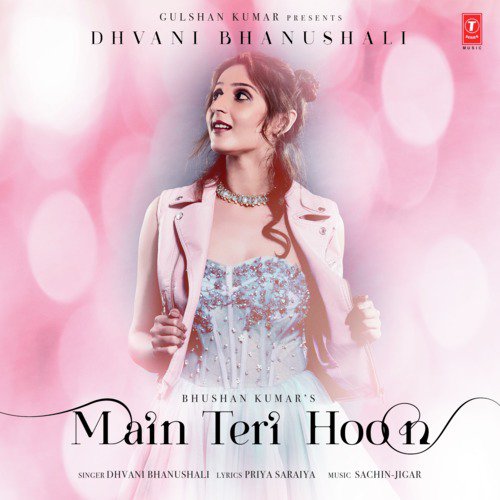 GULSHAN KUMAR PRESENTS
DHVANI BHANUSHALI
T
T-Series
MUSIC
BHUSHAN KUMAR'S
Main Teri Hoon
SINGER DHVANI BHANUSHALI LYRICS PRIYA SARAIYA MUSIC SACHIN-JIGAR